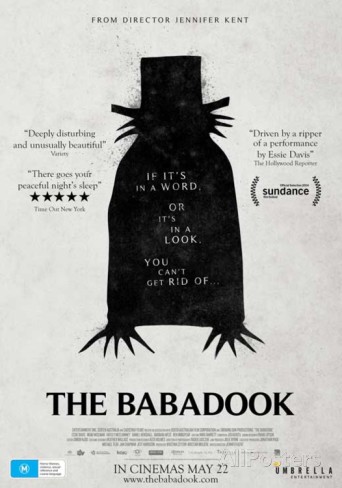 FROM DIRECTOR JENNIFER KENT
"Deeply disturbing
and unusually beautiful"
Variety
"There goes your
peaceful night's sleep"
★★★★★
Time Out New York
"Driven by a ripper
of a performance
by Essie Davis"
The Hollywood Reporter
sundance
IF IT'S
IN A WORD,
OR
IT'S
IN A
LOOK.
YOU
CAN'T
GET RID OF...
THE BABADOOK
M
IN CINEMAS MAY 22
www.thebabadook.com
AllPosters
UMBRELLA
ENTERTAINMENT